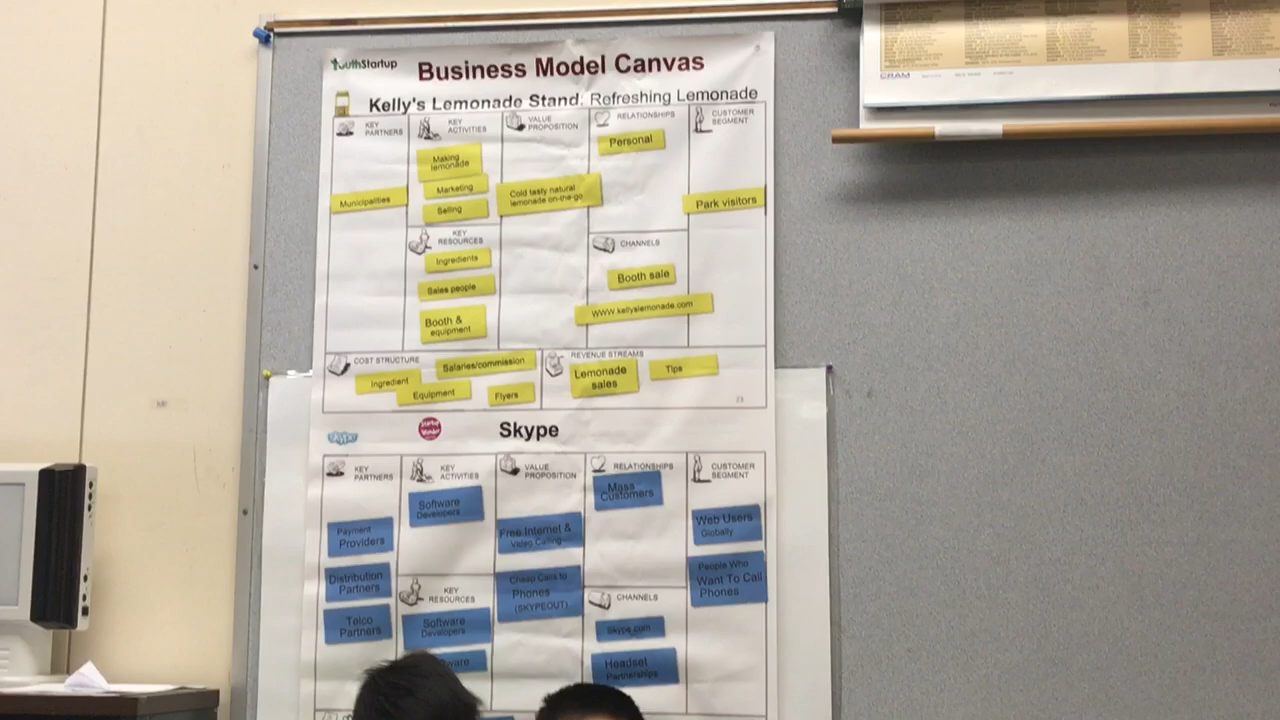 YouthStartup
Business Model Canvas
Kelly's Lemonade Stand: Refreshing Lemonade
KEY
PARTNERS
Municipalities
KEY
ACTIVITIES
Making
lemonade
Marketing
Selling
KEY
RESOURCES
Ingredients
Sales people
Booth &
equipment
VALUE
PROPOSITION
Cold tasty natural
lemonade on-the-go
RELATIONSHIPS
Personal
CHANNELS
Booth sale
www.kellyslemonade.com
CUSTOMER
SEGMENT
Park visitors
COST STRUCTURE
Salaries/commission
Ingredient
Equipment
Flyers
REVENUE STREAMS
Lemonade
sales
Tips
23
skype
Startup
Skype
KEY
PARTNERS
Payment
Providers
Distribution
Partners
Telco
Partners
KEY
ACTIVITIES
Software
Developers
KEY
RESOURCES
Software
Developers
ware
VALUE
PROPOSITION
Free Internet &
Video Calling
Cheap Calls to
Phones
(SKYPEOUT)
RELATIONSHIPS
Mass
Customers
CHANNELS
Skype.com
Headset
Partnerships
CUSTOMER
SEGMENT
Web Users
Globally
People Who
Want To Call
Phones
CRAM